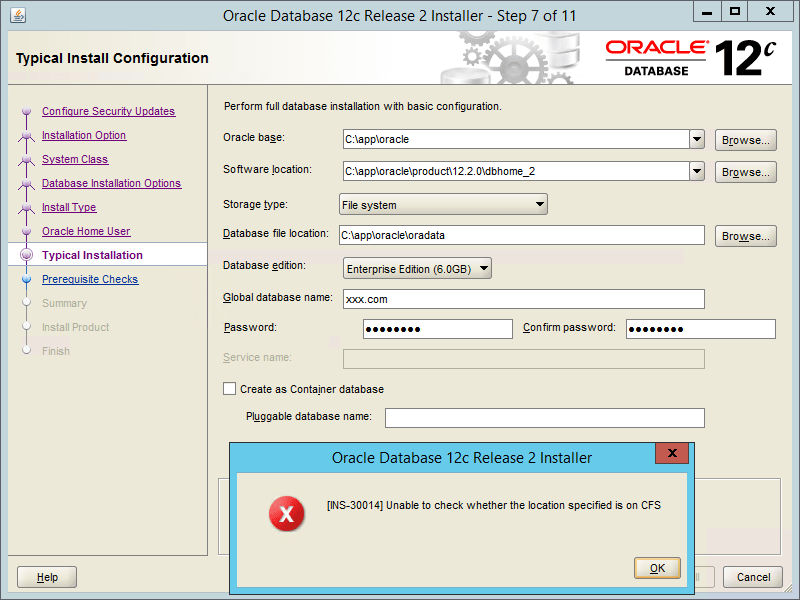 Oracle Database 12c Release 2 Installer - Step 7 of 11
Typical Install Configuration
ORACLE®
DATABASE
12c
Configure Security Updates
Installation Option
System Class
Database Installation Options
Install Type
Oracle Home User
Typical Installation
Prerequisite Checks
Summary
Install Product
Finish
Perform full database installation with basic configuration.
Oracle base: C:\app\oracle Browse...
Software location: C:\app\oracle\product\12.2.0\dbhome_2 Browse...
Storage type: File system
Database file location: C:\app\oracle\oradata Browse...
Database edition: Enterprise Edition (6.0GB)
Global database name: xxx.com
Password: ●●●●●●●● Confirm password: ●●●●●●●●
Service name:
Create as Container database
Pluggable database name:
Oracle Database 12c Release 2 Installer
X
[INS-30014] Unable to check whether the location specified is on CFS
OK
Help Cancel